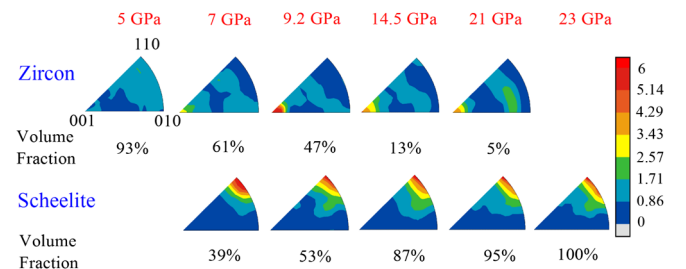 5 GPa 7 GPa 9.2 GPa 14.5 GPa 21 GPa 23 GPa
110
Zircon
001 010
Volume
Fraction
93% 61% 47% 13% 5%
Scheelite
Volume
Fraction
39% 53% 87% 95% 100%
6
5.14
4.29
3.43
2.57
1.71
0.86
0